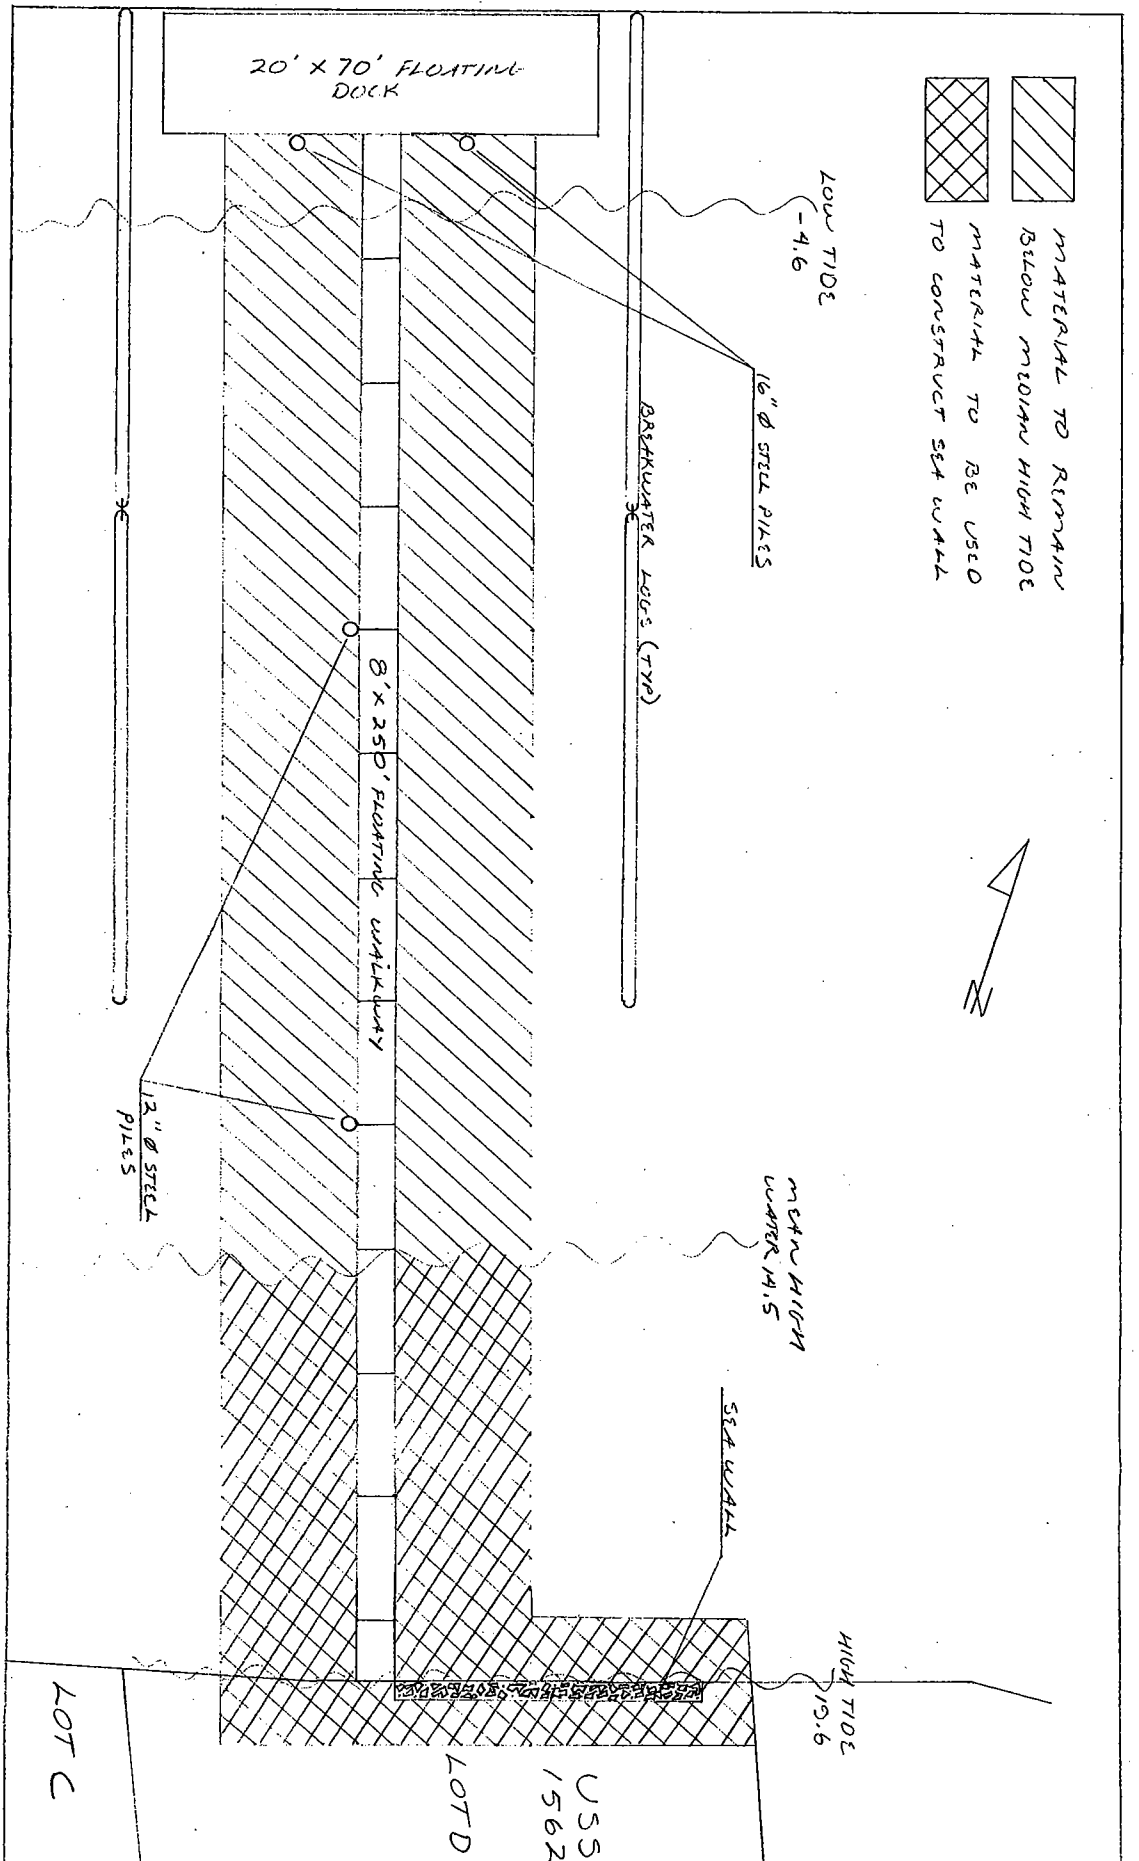 20' X 70' FLOATING
DOCK
MATERIAL TO REMAIN
BELOW MEDIAN HIGH TIDE
MATERIAL TO BE USED
TO CONSTRUCT SEA WALL
LOW TIDE
-4.6
16" Ø STEEL PILES
BREAKWATER LOGS (TYP)
N
8' X 250' FLOATING WALKWAY
12" Ø STEEL
PILES
MEAN HIGH
WATER 14.5
SEA WALL
HIGH TIDE
19.6
USS
1562
LOT D
LOT C